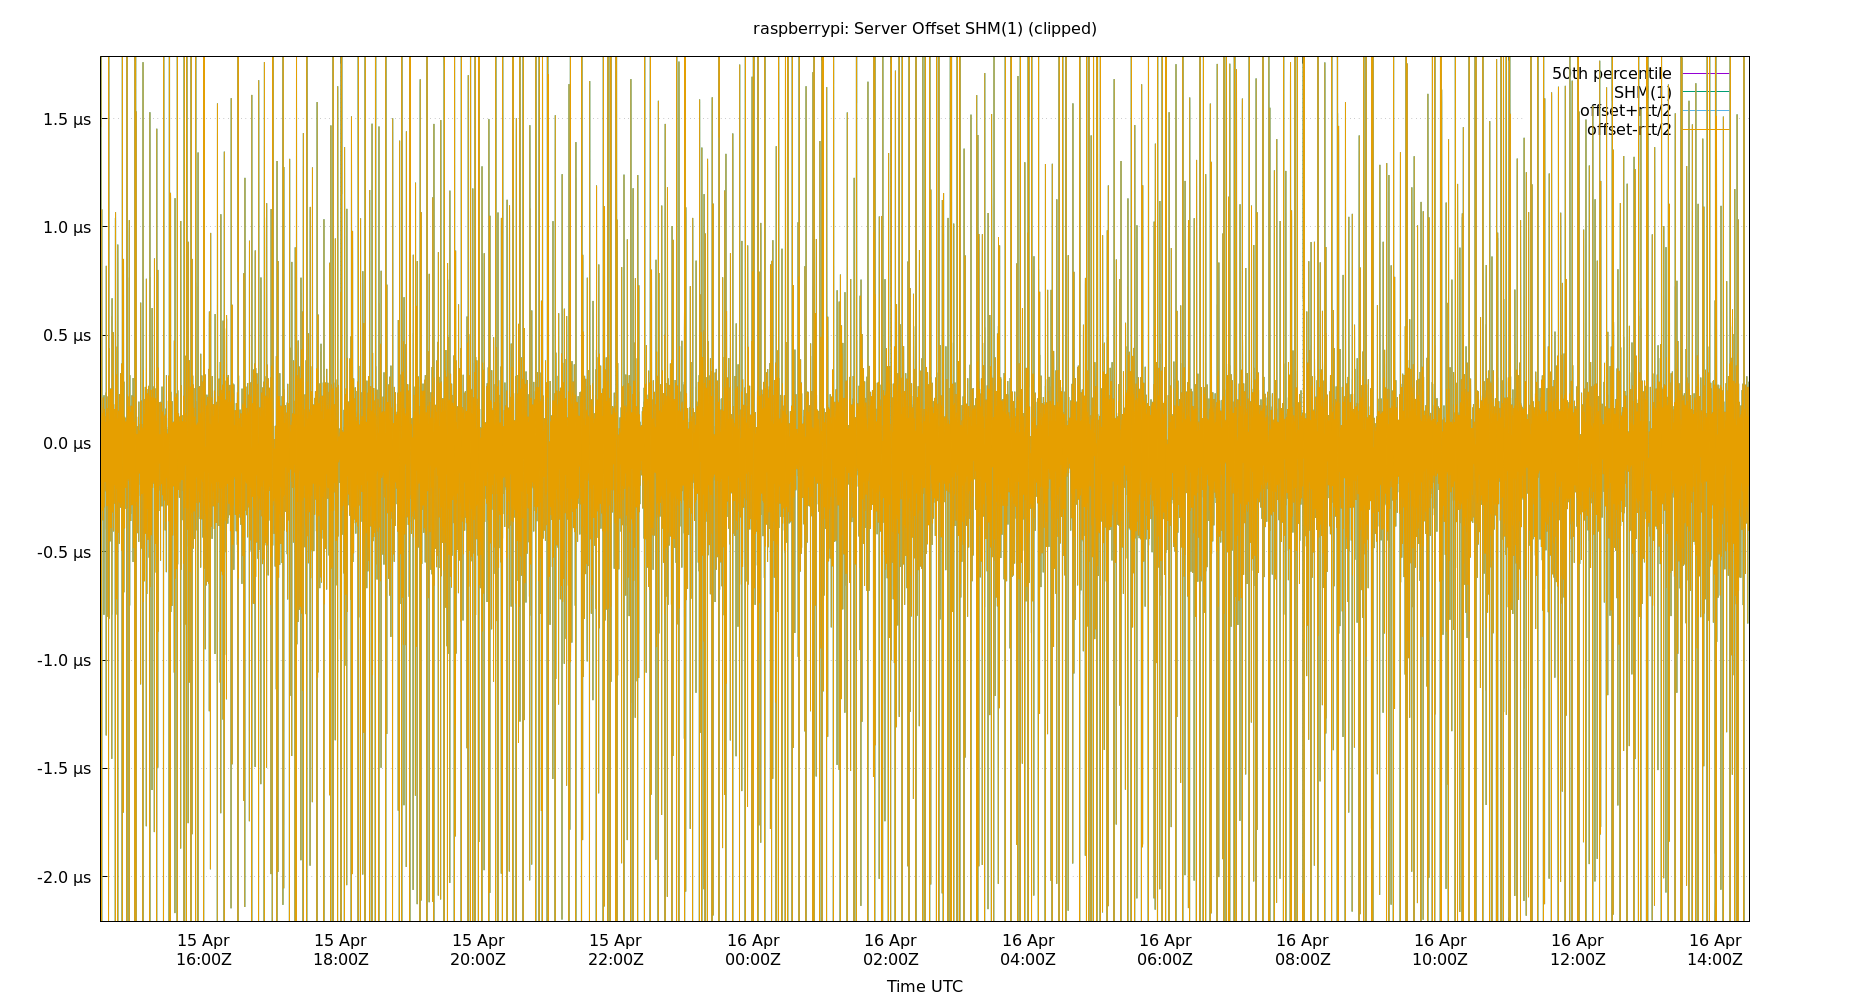 raspberrypi: Server Offset SHM(1) (clipped)
50th percentile
SHM(1)
offset+rtt/2
offset-rtt/2
1.5 µs
1.0 µs
0.5 µs
0.0 µs
-0.5 µs
-1.0 µs
-1.5 µs
-2.0 µs
15 Apr 15 Apr 15 Apr 15 Apr 16 Apr 16 Apr 16 Apr 16 Apr 16 Apr 16 Apr 16 Apr 16 Apr
16:00Z 18:00Z 20:00Z 22:00Z 00:00Z 02:00Z 04:00Z 06:00Z 08:00Z 10:00Z 12:00Z 14:00Z
Time UTC